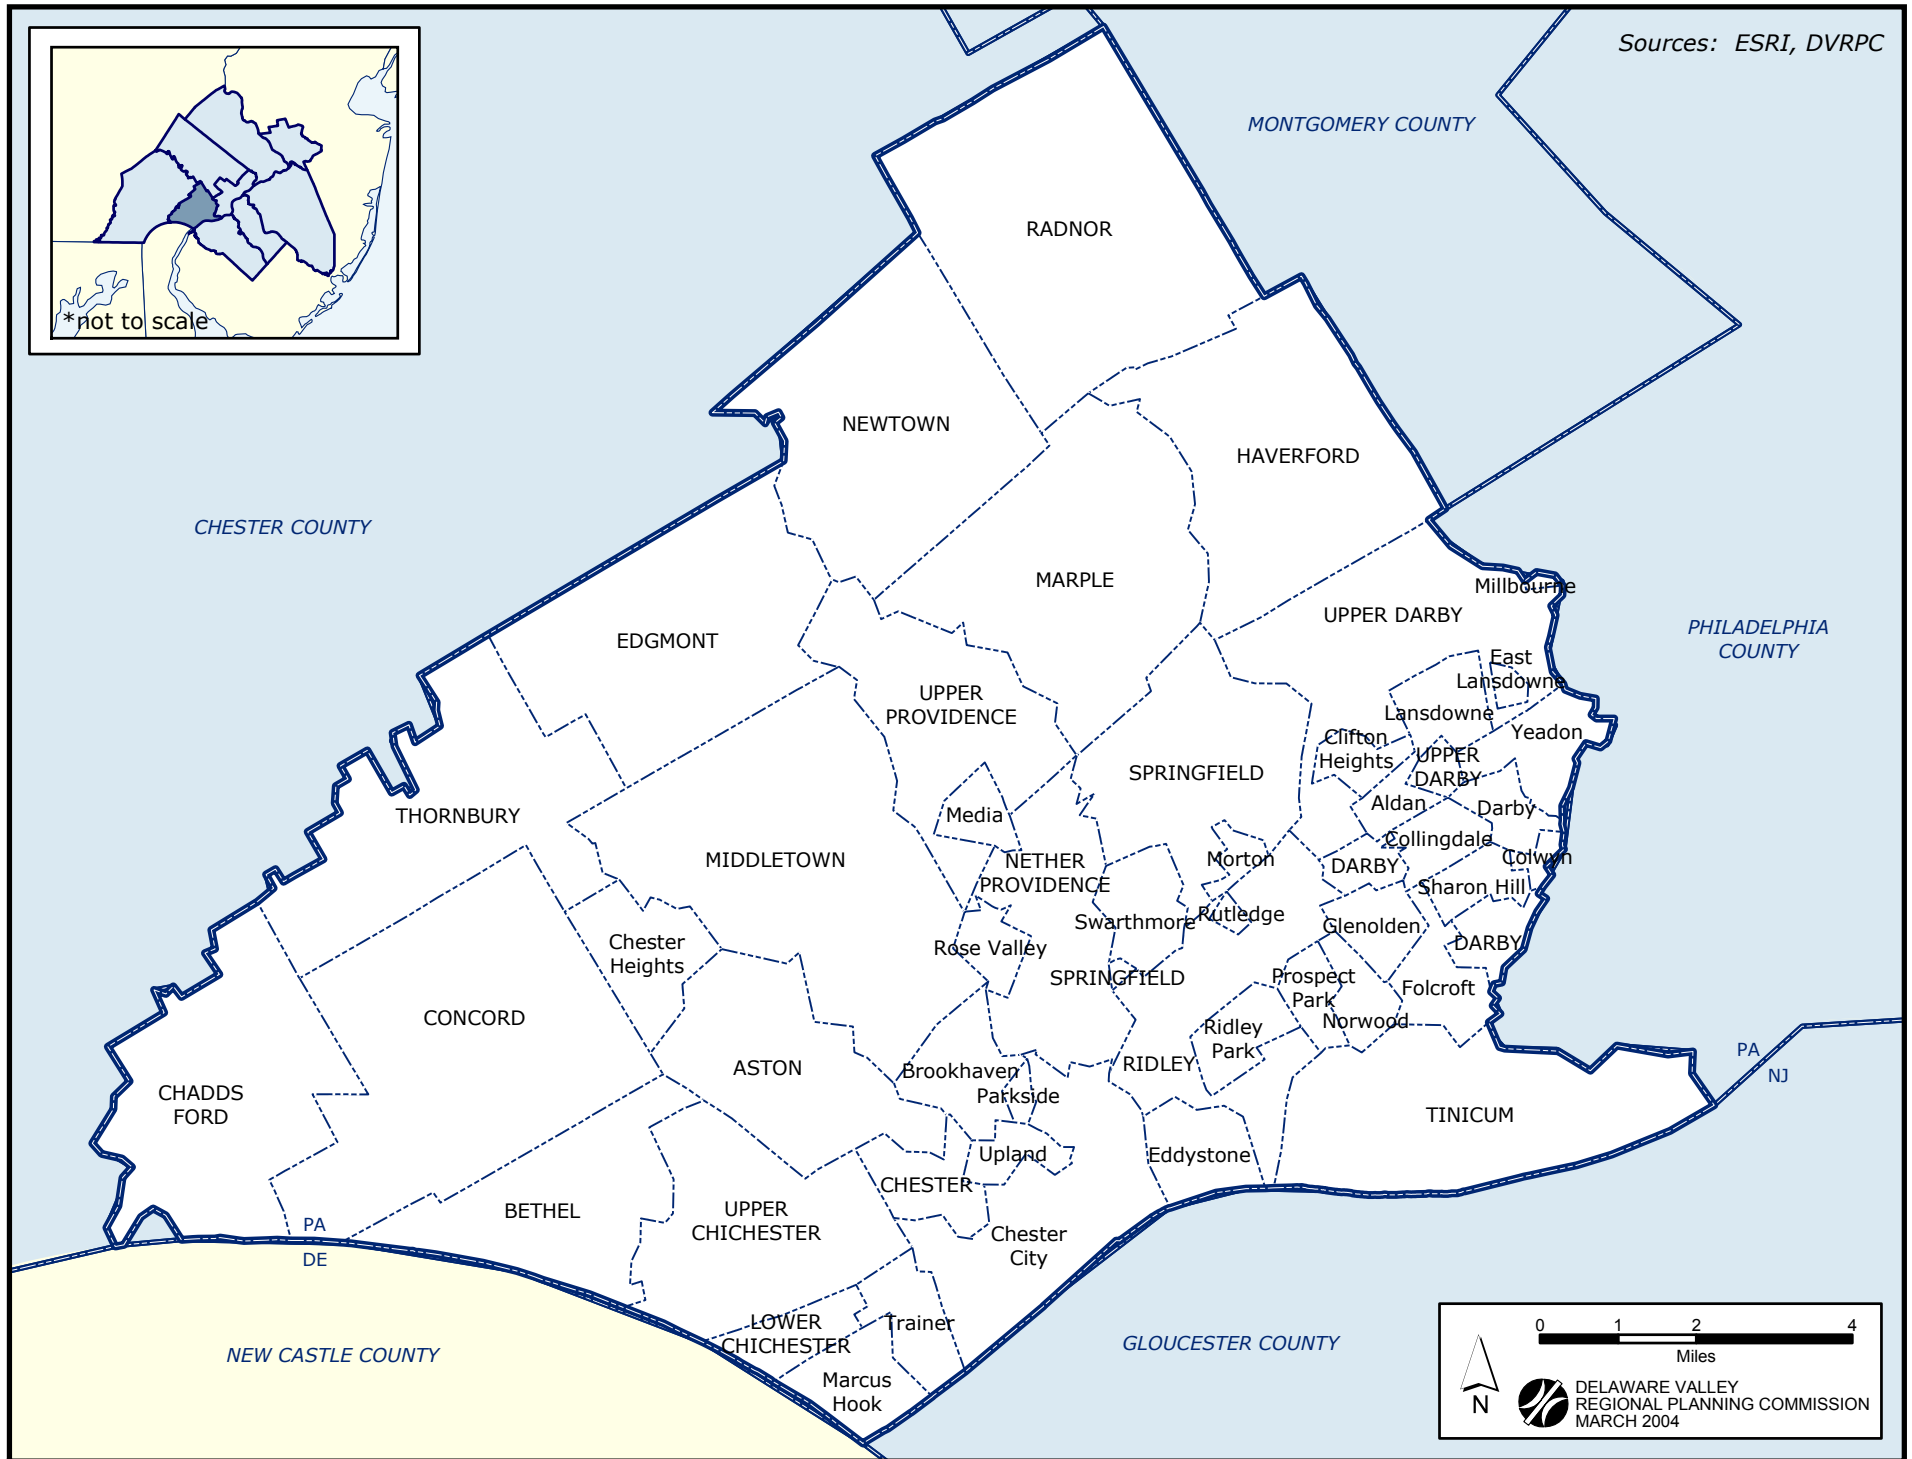 Sources: ESRI, DVRPC
*not to scale
MONTGOMERY COUNTY
RADNOR
NEWTOWN
HAVERFORD
CHESTER COUNTY
MARPLE
Millbourne
UPPER DARBY
PHILADELPHIA
COUNTY
EDGMONT
East
Lansdowne
UPPER
PROVIDENCE
Lansdowne
Yeadon
Clifton
Heights
UPPER
DARBY
SPRINGFIELD
THORNBURY
Media
Aldan
Darby
Collingdale
MIDDLETOWN
NETHER
PROVIDENCE
Morton
DARBY
Colwyn
Sharon Hill
Swarthmore
Rutledge
Glenolden
Chester
Heights
Rose Valley
DARBY
SPRINGFIELD
Prospect
Park
Folcroft
CONCORD
Ridley
Park
Norwood
ASTON
Brookhaven
RIDLEY
PA
NJ
CHADDS
FORD
Parkside
TINICUM
Upland
Eddystone
CHESTER
BETHEL
UPPER
CHICHESTER
Chester
City
PA
DE
LOWER
CHICHESTER
Trainer
NEW CASTLE COUNTY
GLOUCESTER COUNTY
Marcus
Hook
0 1 2 4
Miles
N
DELAWARE VALLEY
REGIONAL PLANNING COMMISSION
MARCH 2004